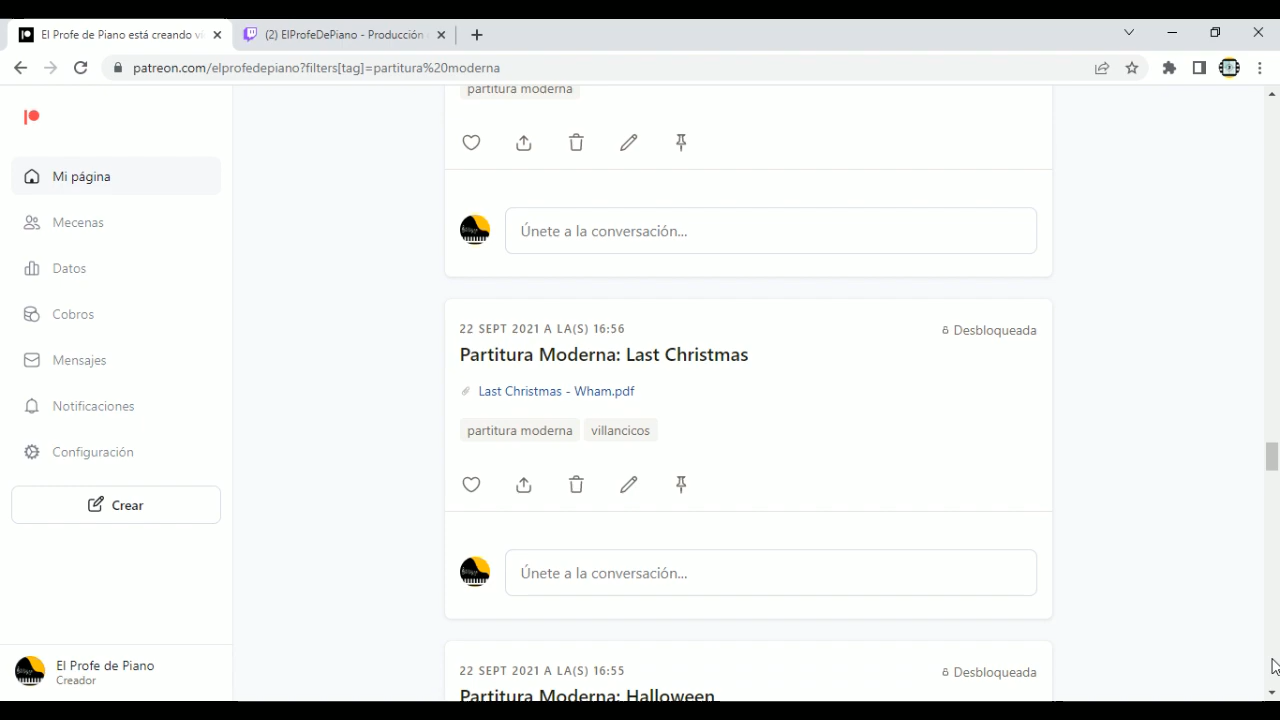 El Profe de Piano está creando vi
(2) ElProfeDePiano - Producción
patreon.com/elprofedepiano?filters[tag]=partitura%20moderna
Mi página
Mecenas
Datos
Cobros
Mensajes
Notificaciones
Configuración
Crear
El Profe de Piano
Creador
partitura moderna
Únete a la conversación...
22 SEPT 2021 A LA(S) 16:56
Desbloqueada
Partitura Moderna: Last Christmas
Last Christmas - Wham.pdf
partitura moderna villancicos
Únete a la conversación...
22 SEPT 2021 A LA(S) 16:55
Desbloqueada
Partitura Moderna: Halloween